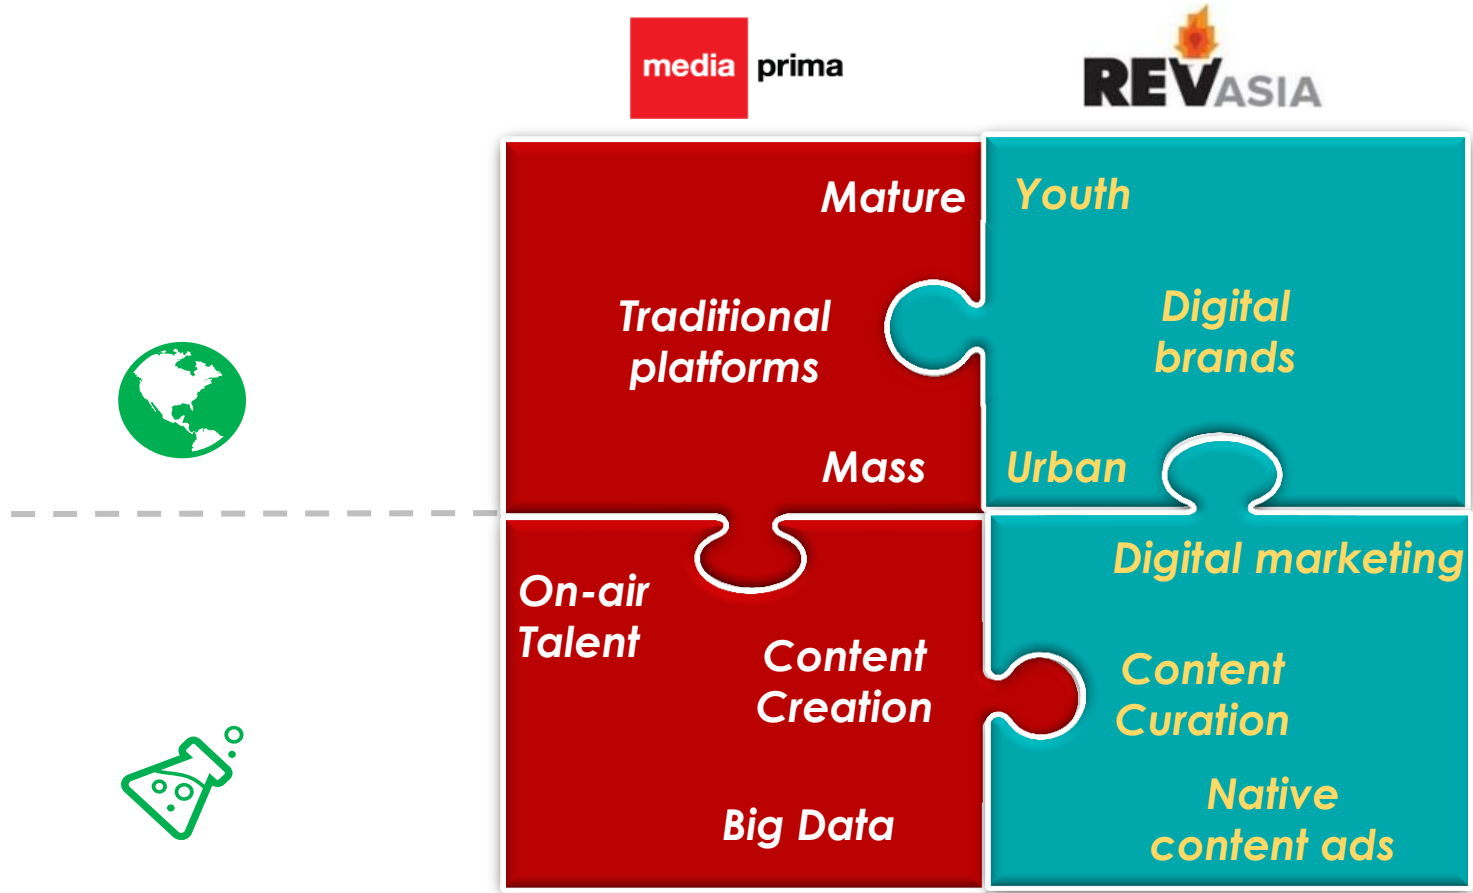 media prima
REVASIA
Mature
Youth
Traditional
platforms
Digital
brands
Mass
Urban
On-air
Talent
Content
Creation
Big Data
Digital marketing
Content
Curation
Native
content ads